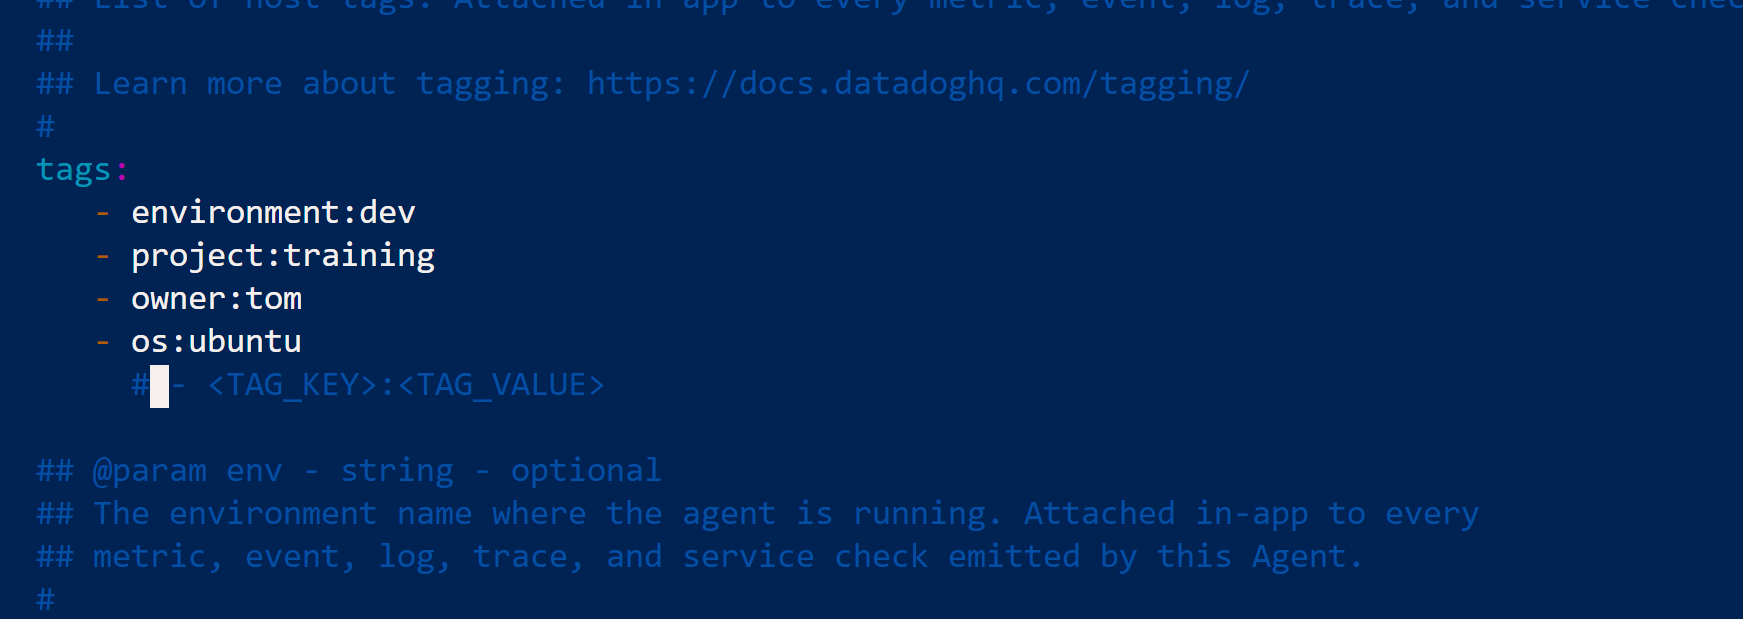 ## List of host tags. Attached in-app to every metric, event, log, trace, and service chec
##
## Learn more about tagging: https://docs.datadoghq.com/tagging/
#
tags:
- environment:dev
- project:training
- owner:tom
- os:ubuntu
# - <TAG_KEY>:<TAG_VALUE>
## @param env - string - optional
## The environment name where the agent is running. Attached in-app to every
## metric, event, log, trace, and service check emitted by this Agent.
#